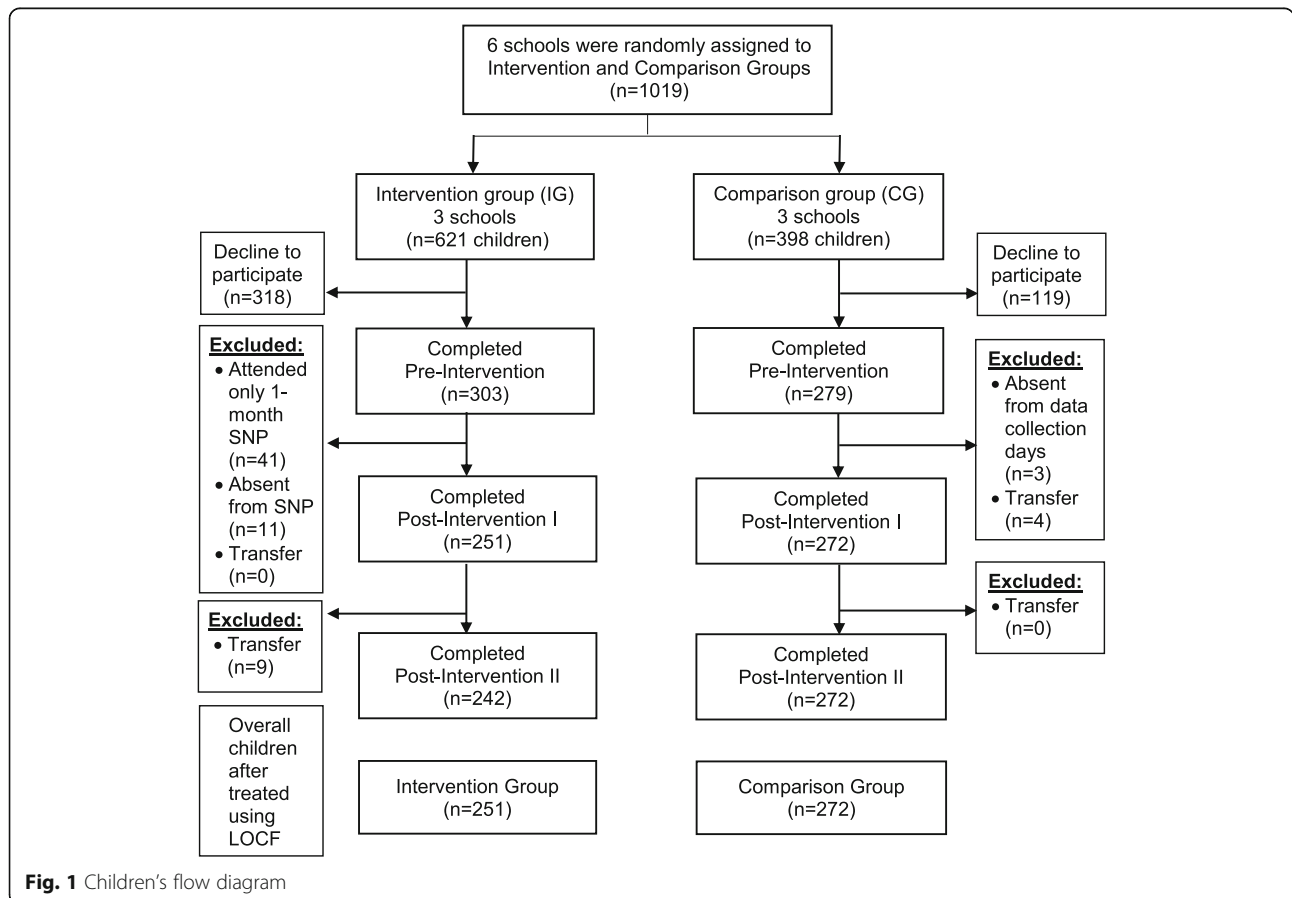 6 schools were randomly assigned to
Intervention and Comparison Groups
(n=1019)
Intervention group (IG)
3 schools
(n=621 children)
Comparison group (CG)
3 schools
(n=398 children)
Decline to
participate
(n=318)
Decline to
participate
(n=119)
Completed
Pre-Intervention
(n=303)
Completed
Pre-Intervention
(n=279)
Excluded:
• Attended
only 1-
month
SNP
(n=41)
• Absent
from SNP
(n=11)
• Transfer
(n=0)
Excluded:
• Absent
from data
collection
days
(n=3)
• Transfer
(n=4)
Completed
Post-Intervention I
(n=251)
Completed
Post-Intervention I
(n=272)
Excluded:
• Transfer
(n=9)
Excluded:
• Transfer
(n=0)
Completed
Post-Intervention II
(n=242)
Completed
Post-Intervention II
(n=272)
Overall
children
after
treated
using
LOCF
Intervention Group
(n=251)
Comparison Group
(n=272)
Fig. 1 Children's flow diagram